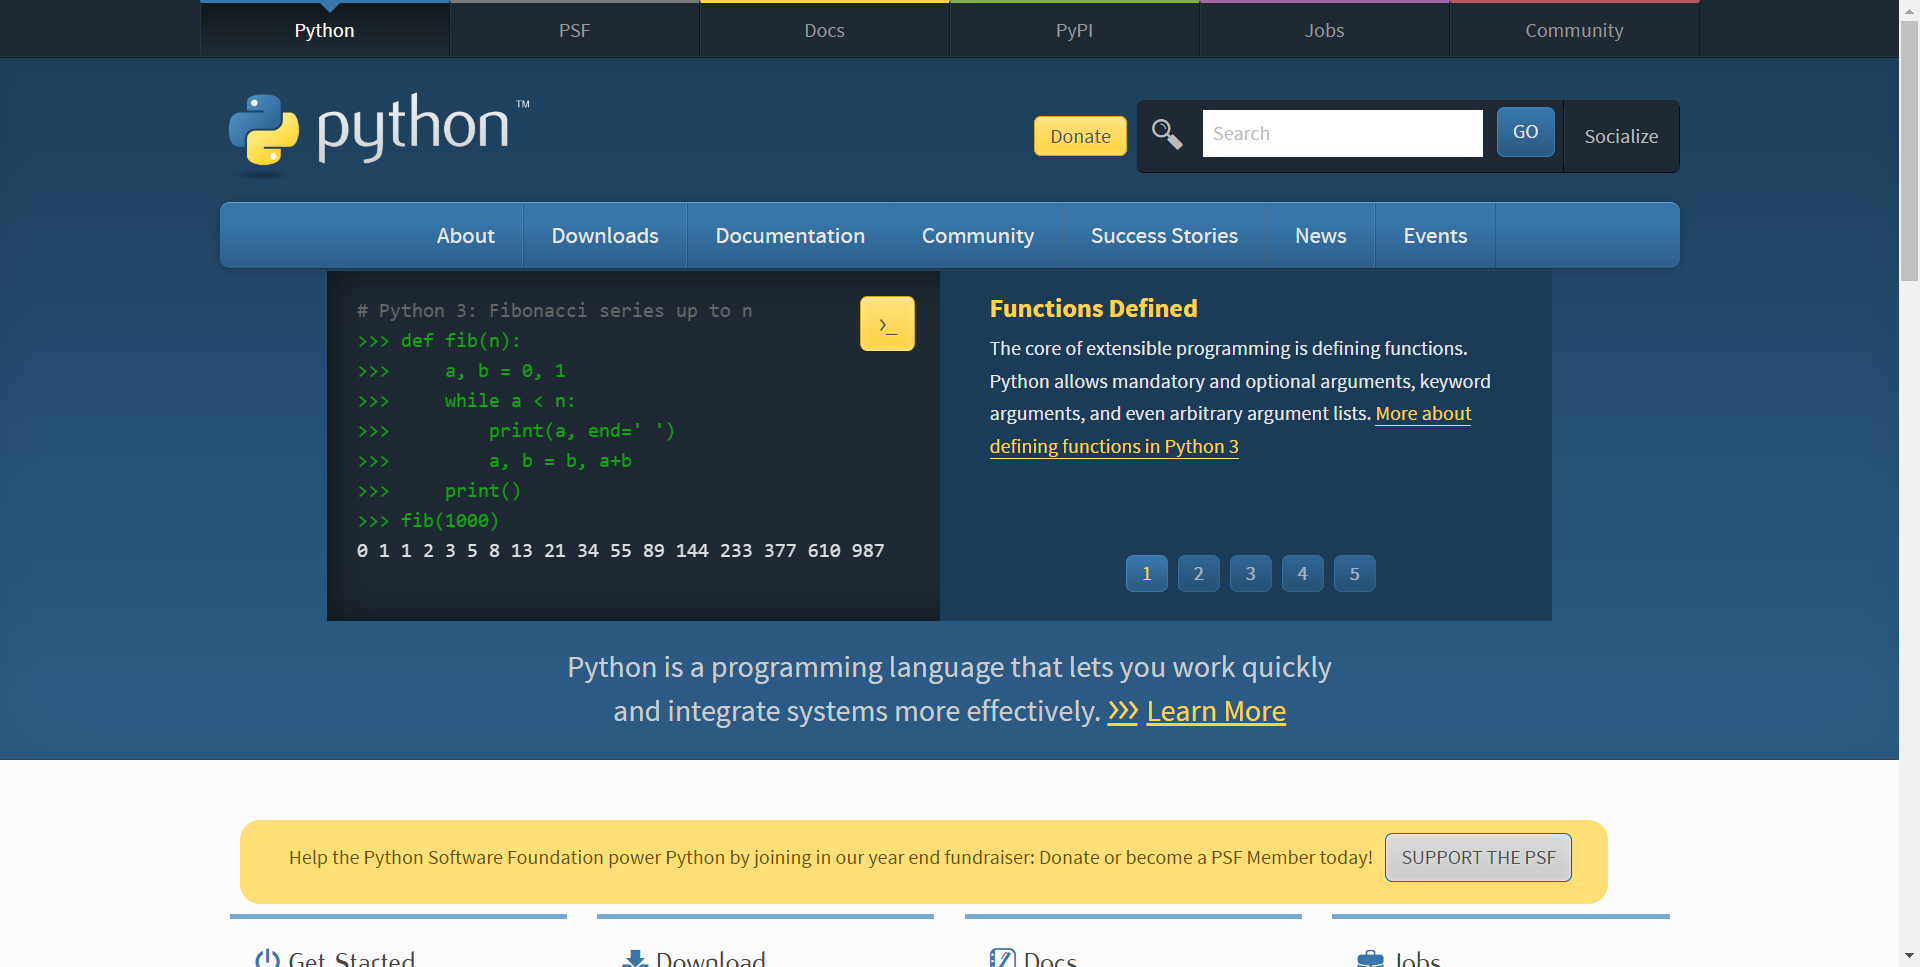 Python PSF Docs PyPI Jobs Community
python™
Donate Search GO Socialize
About Downloads Documentation Community Success Stories News Events
# Python 3: Fibonacci series up to n
>>> def fib(n):
>>>     a, b = 0, 1
>>>     while a < n:
>>>         print(a, end=' ')
>>>         a, b = b, a+b
>>>     print()
>>> fib(1000)
0 1 1 2 3 5 8 13 21 34 55 89 144 233 377 610 987
>_
Functions Defined
The core of extensible programming is defining functions.
Python allows mandatory and optional arguments, keyword
arguments, and even arbitrary argument lists. More about
defining functions in Python 3
1 2 3 4 5
Python is a programming language that lets you work quickly
and integrate systems more effectively. >>> Learn More
Help the Python Software Foundation power Python by joining in our year end fundraiser: Donate or become a PSF Member today! SUPPORT THE PSF
Get Started Download Docs Jobs